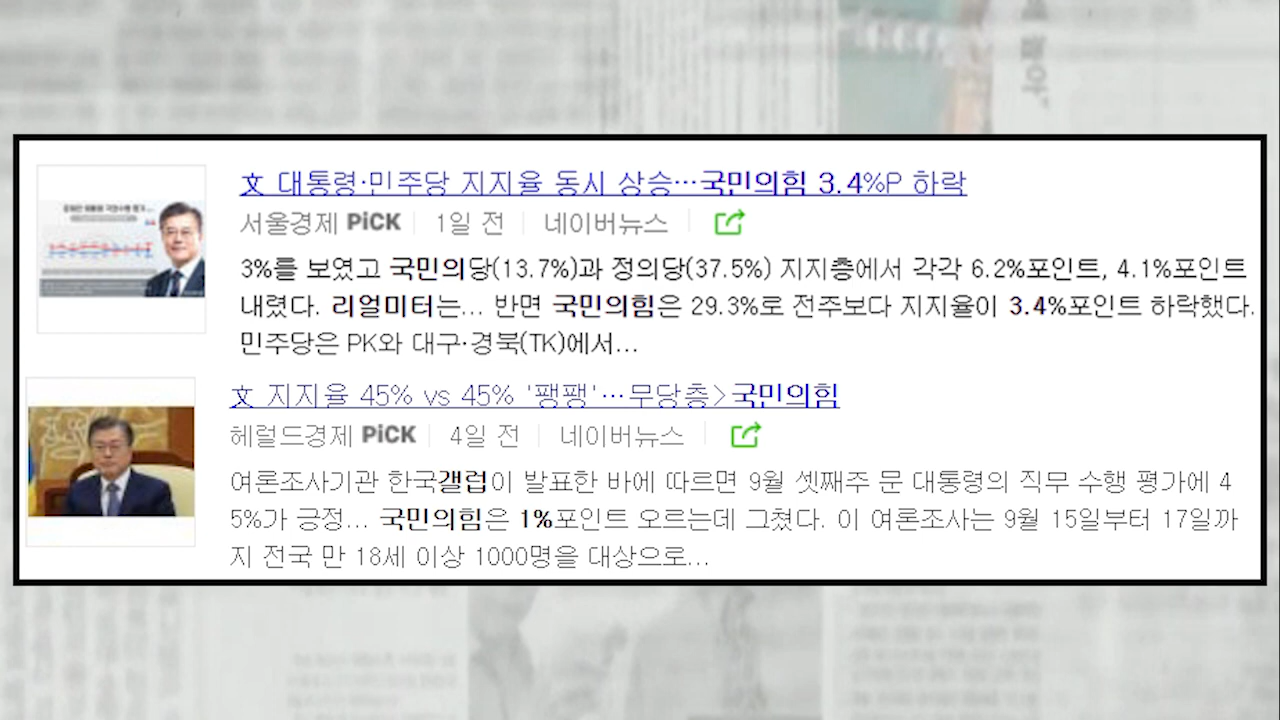 文 대통령·민주당 지지율 동시 상승…국민의힘 3.4%P 하락
서울경제 PiCK 1일 전 네이버뉴스
3%를 보였고 국민의당(13.7%)과 정의당(37.5%) 지지층에서 각각 6.2%포인트, 4.1%포인트
내렸다. 리얼미터는... 반면 국민의힘은 29.3%로 전주보다 지지율이 3.4%포인트 하락했다.
민주당은 PK와 대구·경북(TK)에서...
文 지지율 45% vs 45% '팽팽'…무당층>국민의힘
헤럴드경제 PiCK 4일 전 네이버뉴스
여론조사기관 한국갤럽이 발표한 바에 따르면 9월 셋째주 문 대통령의 직무 수행 평가에 4
5%가 긍정... 국민의힘은 1%포인트 오르는데 그쳤다. 이 여론조사는 9월 15일부터 17일까
지 전국 만 18세 이상 1000명을 대상으로...